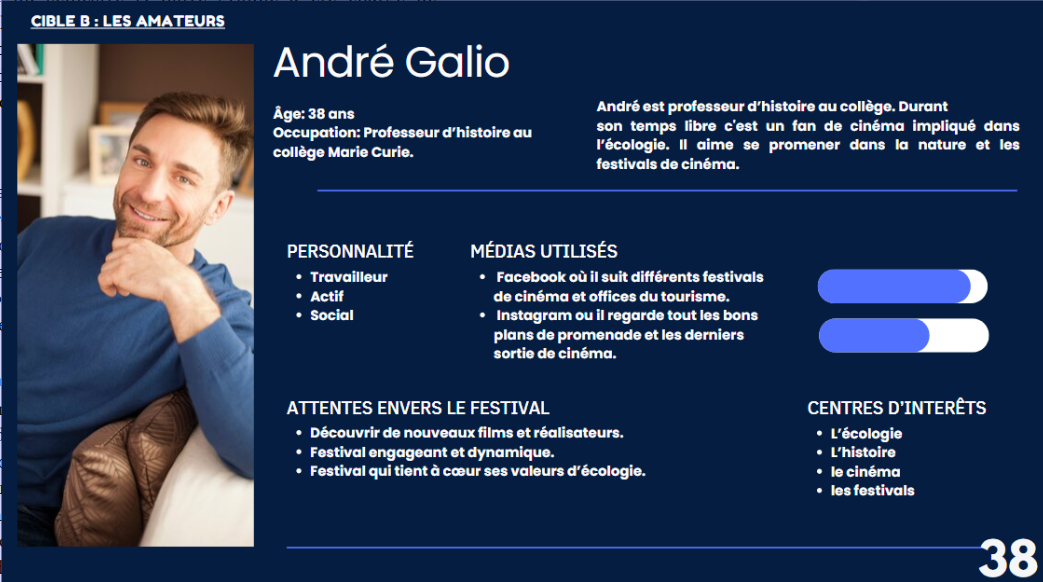 CIBLE B : LES AMATEURS
André Galio
Âge: 38 ans
Occupation: Professeur d'histoire au
collège Marie Curie.
André est professeur d'histoire au collège. Durant
son temps libre c'est un fan de cinéma impliqué dans
l'écologie. Il aime se promener dans la nature et les
festivals de cinéma.
PERSONNALITÉ
• Travailleur
• Actif
• Social
MÉDIAS UTILISÉS
• Facebook où il suit différents festivals
de cinéma et offices du tourisme.
• Instagram ou il regarde tout les bons
plans de promenade et les derniers
sortie de cinéma.
ATTENTES ENVERS LE FESTIVAL
• Découvrir de nouveaux films et réalisateurs.
• Festival engageant et dynamique.
• Festival qui tient à cœur ses valeurs d'écologie.
CENTRES D'INTERÊTS
• L'écologie
• L'histoire
• le cinéma
• les festivals
38